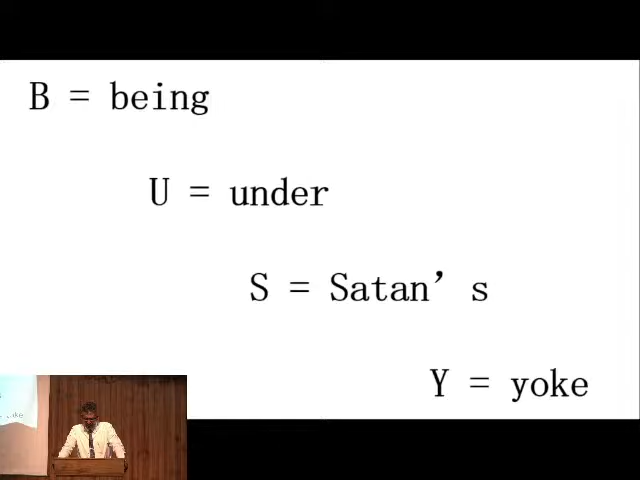 B = being
U = under
S = Satan's
Y = yoke